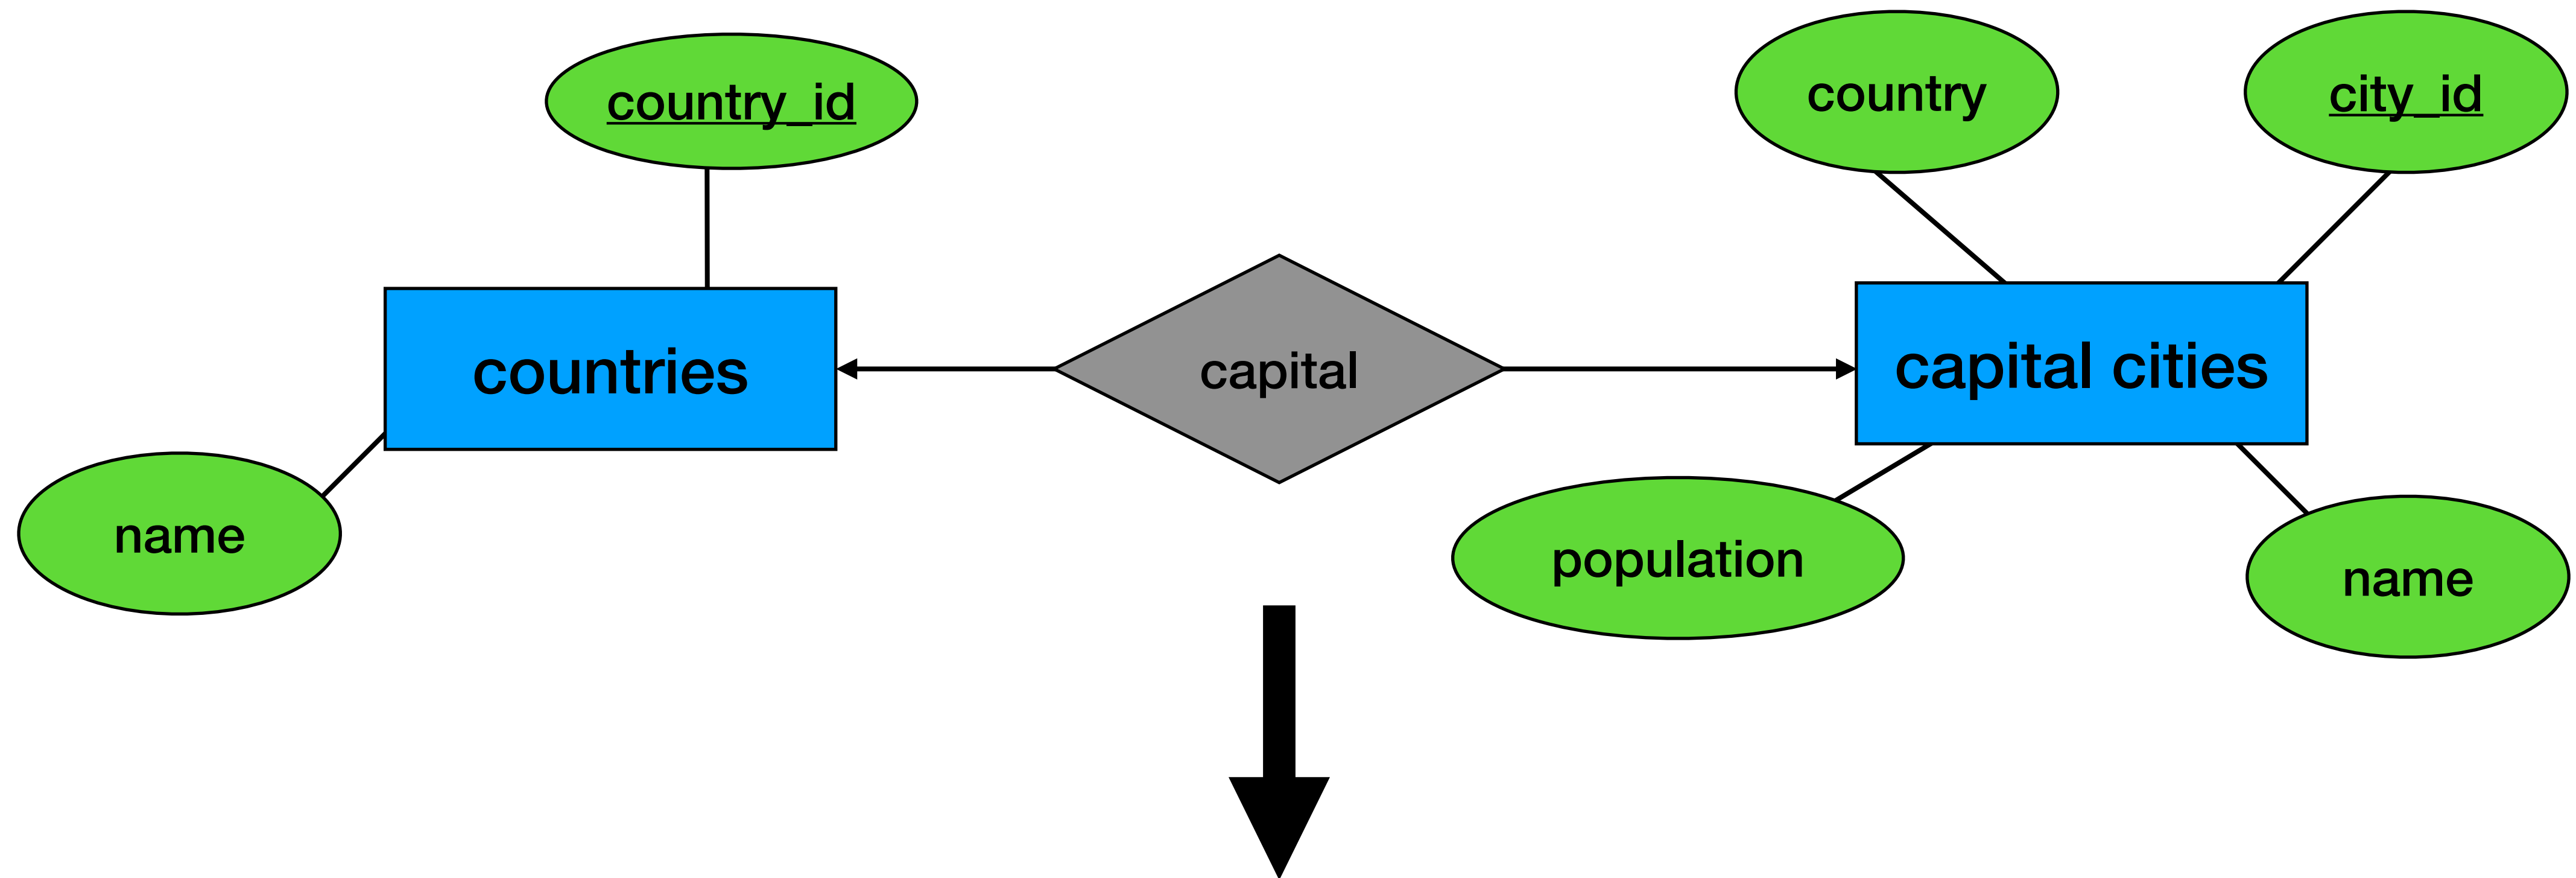 country_id
country
city_id
countries
capital
capital cities
name
population
name